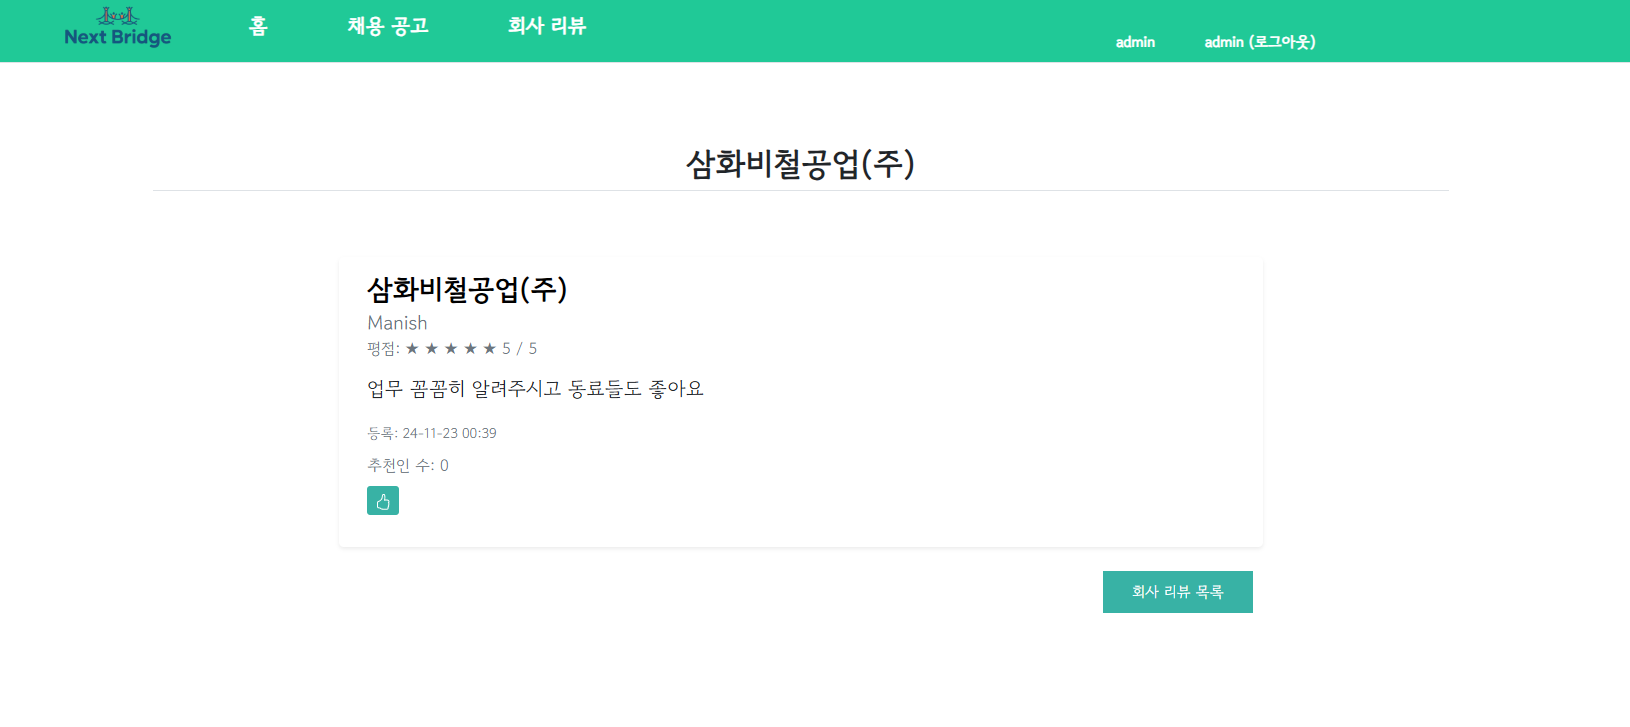 Next Bridge
홈 채용 공고 회사 리뷰 admin admin (로그아웃)
삼화비철공업(주)
삼화비철공업(주)
Manish
평점: ★ ★ ★ ★ ★ 5 / 5
업무 꼼꼼히 알려주시고 동료들도 좋아요
등록: 24-11-23 00:39
추천인 수: 0
회사 리뷰 목록